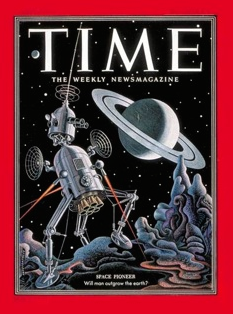 TIME
THE WEEKLY NEWSMAGAZINE
SPACE PIONEER
Will man outgrow the earth?